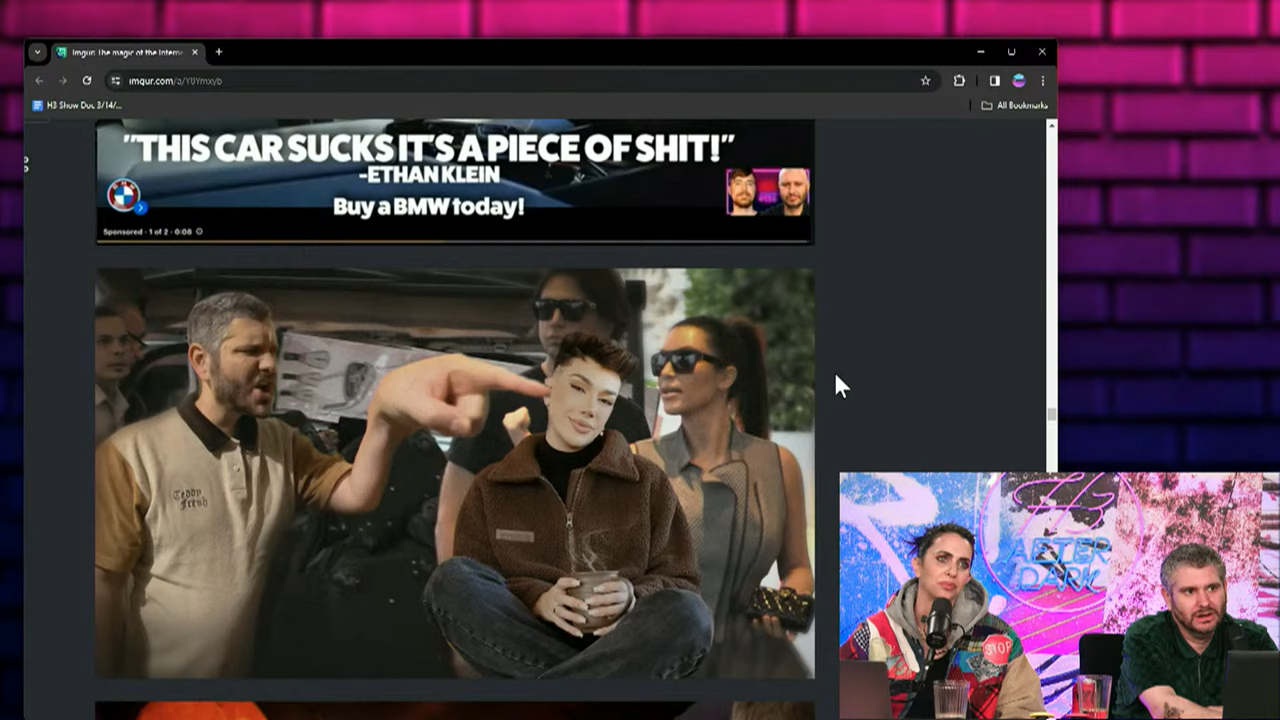 Imgur: The magic of the Interne
imgur.com/a/YUYmxyb
H3 Show Doc 3/14/...
All Bookmarks
"THIS CAR SUCKS IT'S A PIECE OF SHIT!"
-ETHAN KLEIN
Buy a BMW today!
Sponsored · 1 of 2 · 0:08
Teddy
Fresh
H3
AFTER
DARK
STOP